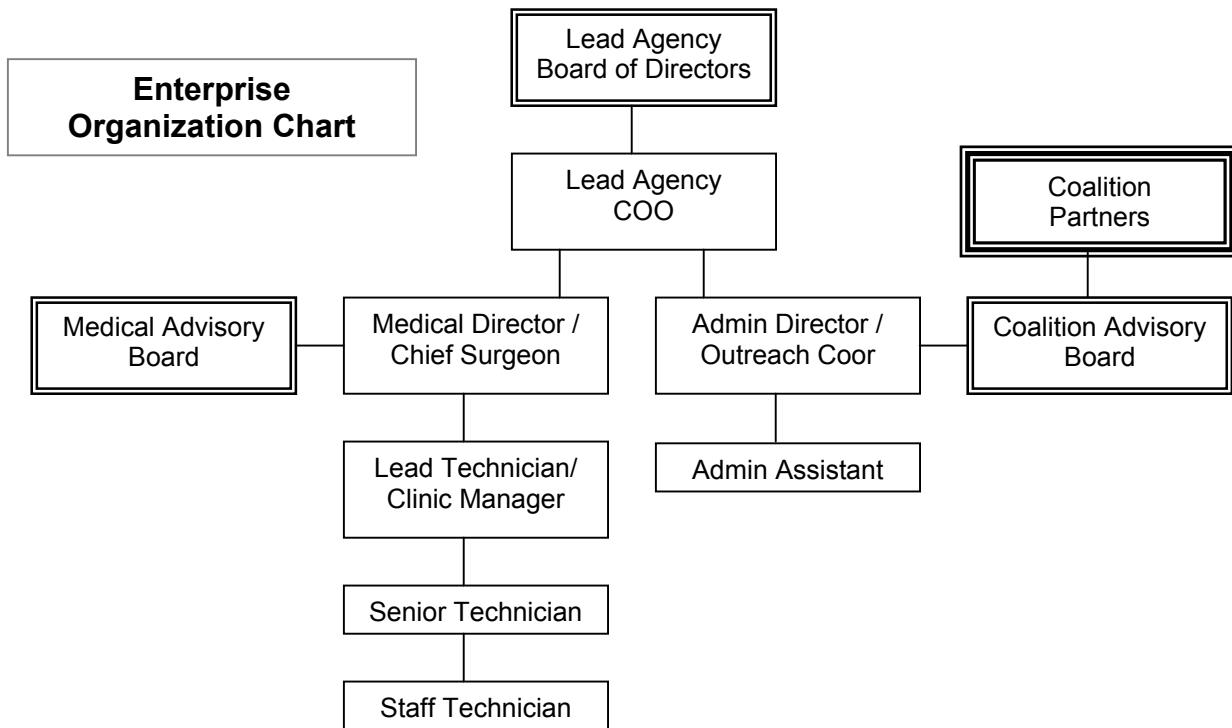 Enterprise
Organization Chart
Lead Agency
Board of Directors
Lead Agency
COO
Coalition
Partners
Medical Advisory
Board
Medical Director /
Chief Surgeon
Admin Director /
Outreach Coor
Coalition Advisory
Board
Lead Technician/
Clinic Manager
Admin Assistant
Senior Technician
Staff Technician